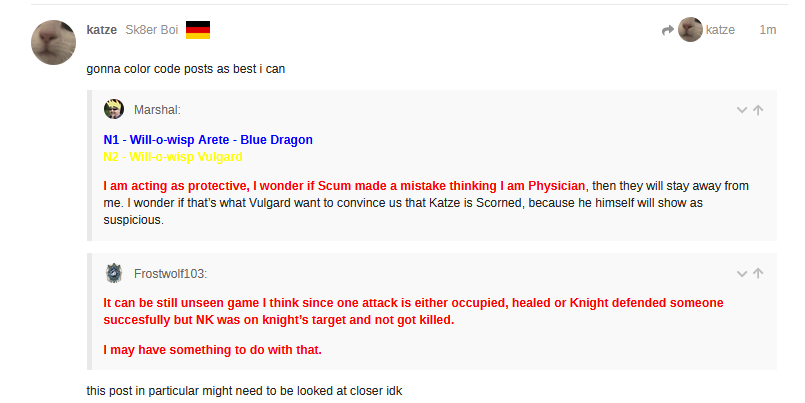 katze Sk8er Boi katze 1m
gonna color code posts as best i can
Marshal:
N1 - Will-o-wisp Arete - Blue Dragon
N2 - Will-o-wisp Vulgard
I am acting as protective, I wonder if Scum made a mistake thinking I am Physician, then they will stay away from
me. I wonder if that’s what Vulgard want to convince us that Katze is Scorned, because he himself will show as
suspicious.
Frostwolf103:
It can be still unseen game I think since one attack is either occupied, healed or Knight defended someone
succesfully but NK was on knight’s target and not got killed.
I may have something to do with that.
this post in particular might need to be looked at closer idk